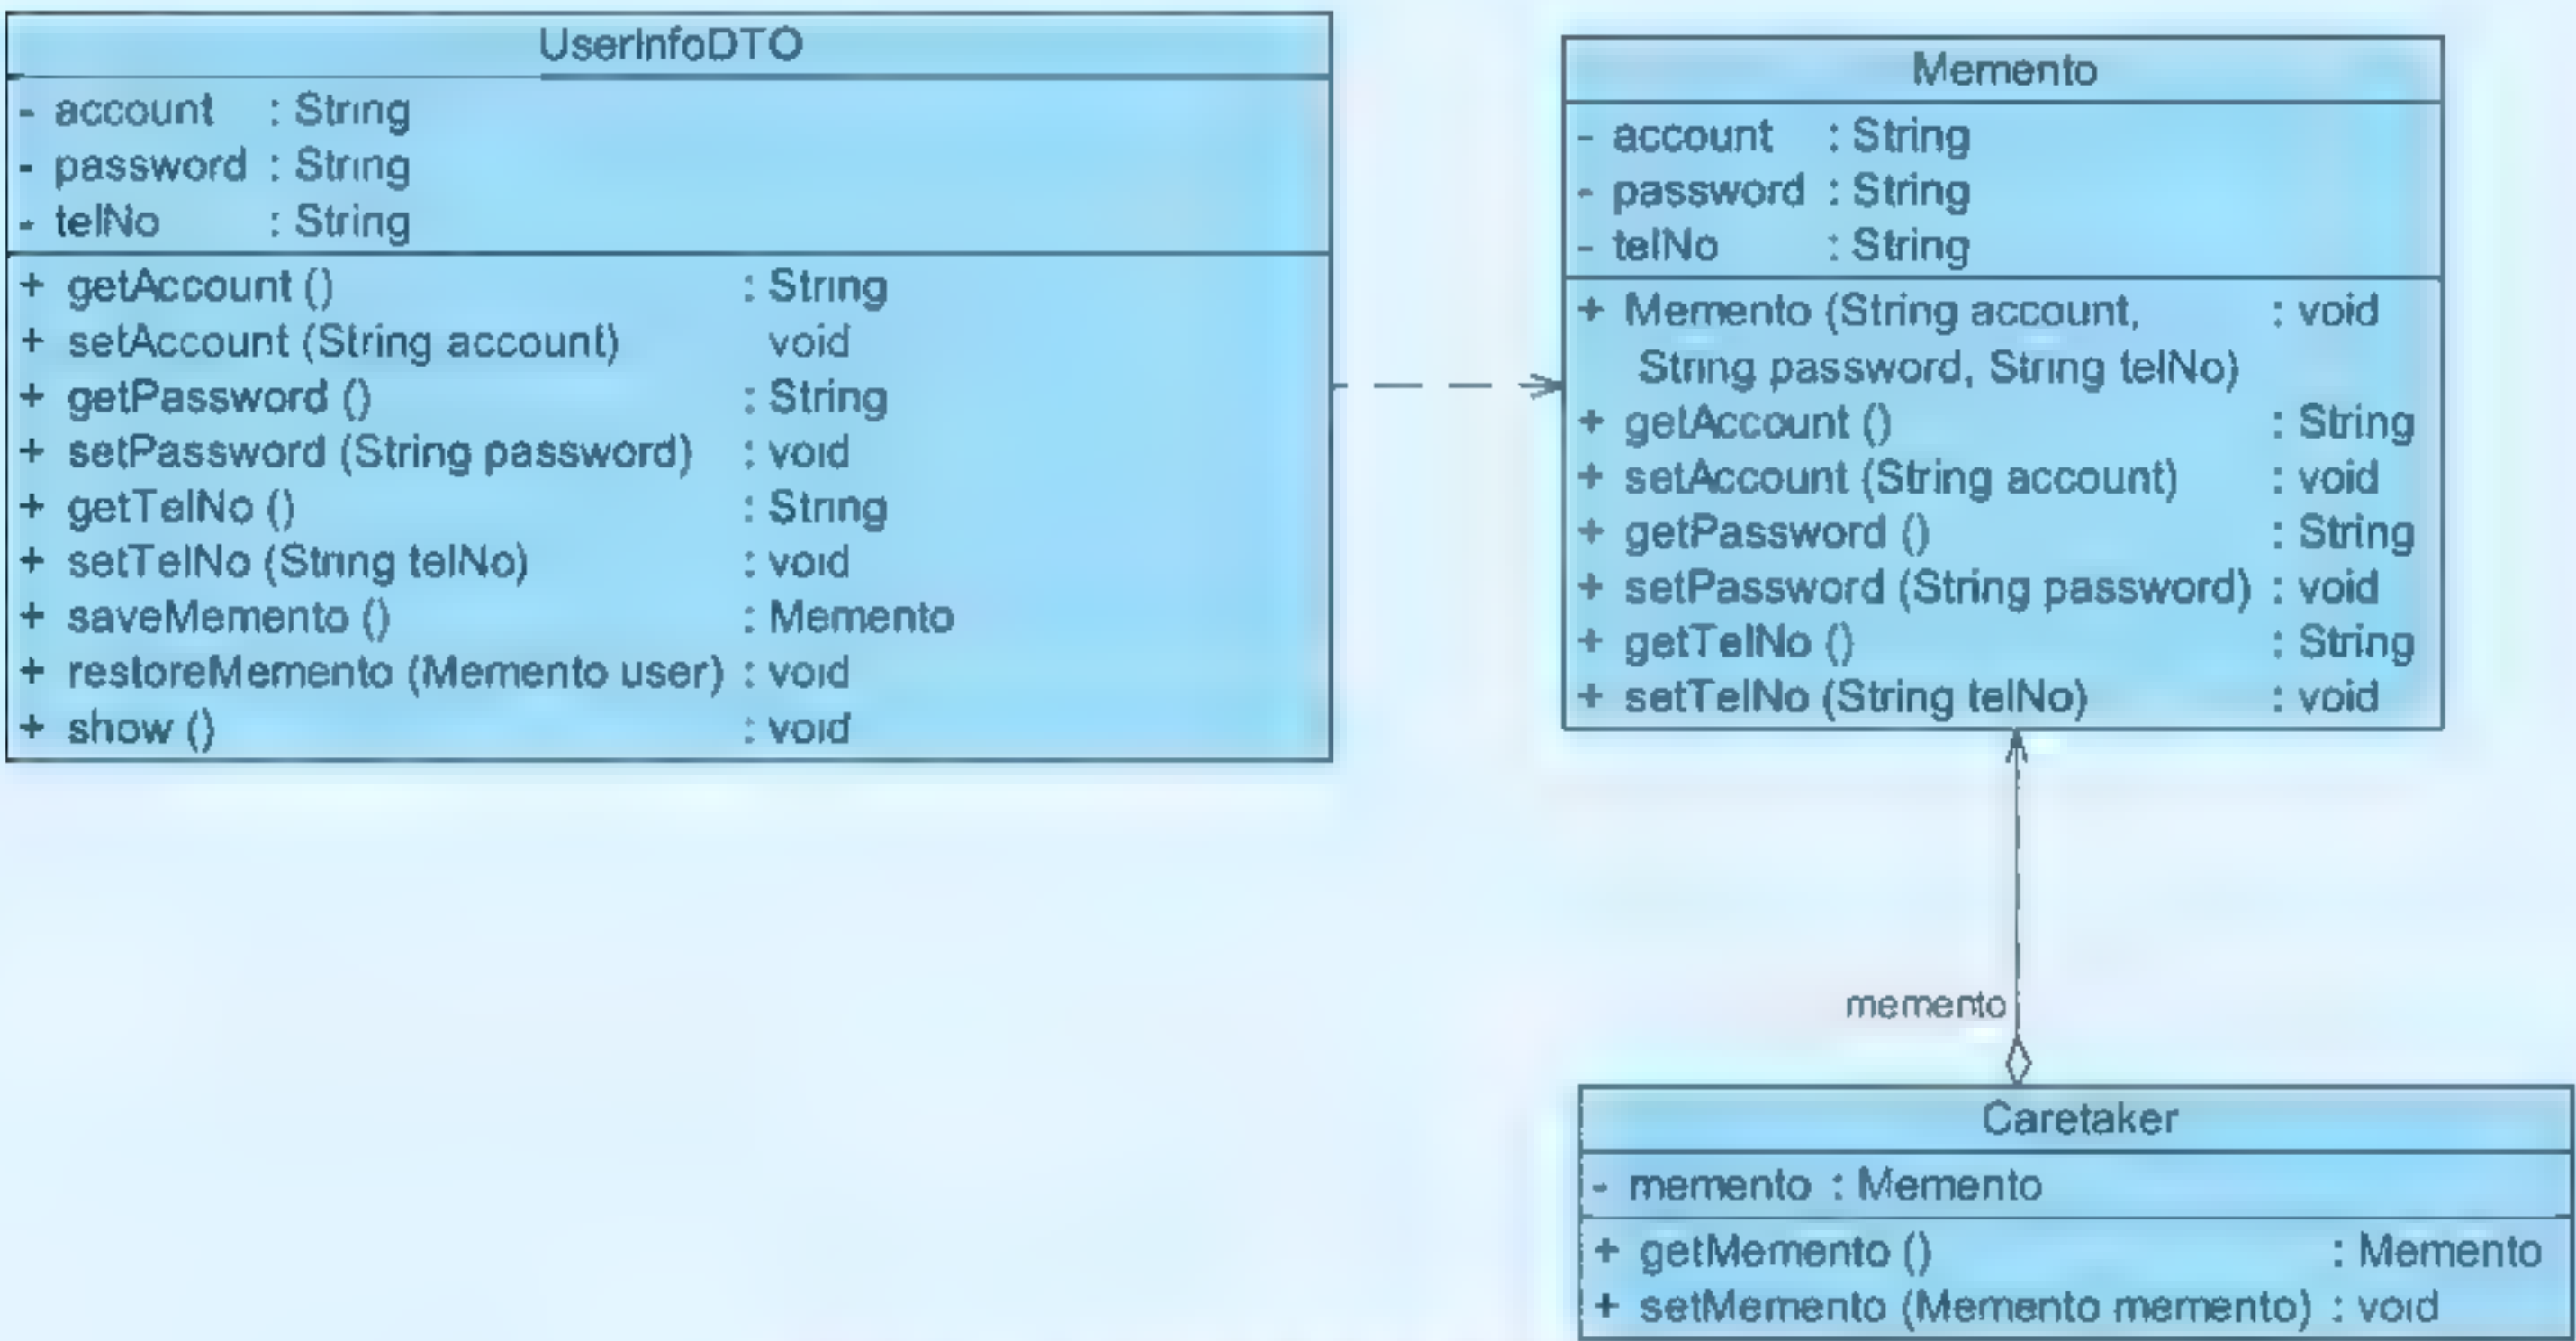 UserInfoDTO
- account : String
- password : String
- telNo : String
+ getAccount () : String
+ setAccount (String account) void
+ getPassword () : String
+ setPassword (String password) : void
+ getTelNo () : String
+ setTelNo (String telNo) : void
+ saveMemento () : Memento
+ restoreMemento (Memento user) : void
+ show () : void
Memento
- account : String
- password : String
- telNo : String
+ Memento (String account, : void
String password, String telNo)
+ getAccount () : String
+ setAccount (String account) : void
+ getPassword () : String
+ setPassword (String password) : void
+ getTelNo () : String
+ setTelNo (String telNo) : void
memento
Caretaker
- memento : Memento
+ getMemento () : Memento
+ setMemento (Memento memento) : void